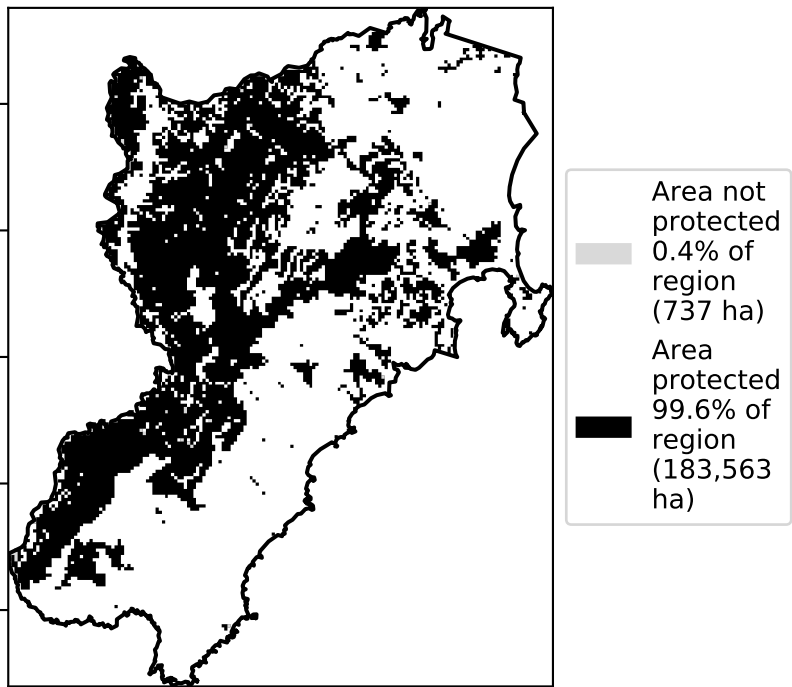 Area not
protected
0.4% of
region
(737 ha)
Area
protected
99.6% of
region
(183,563
ha)